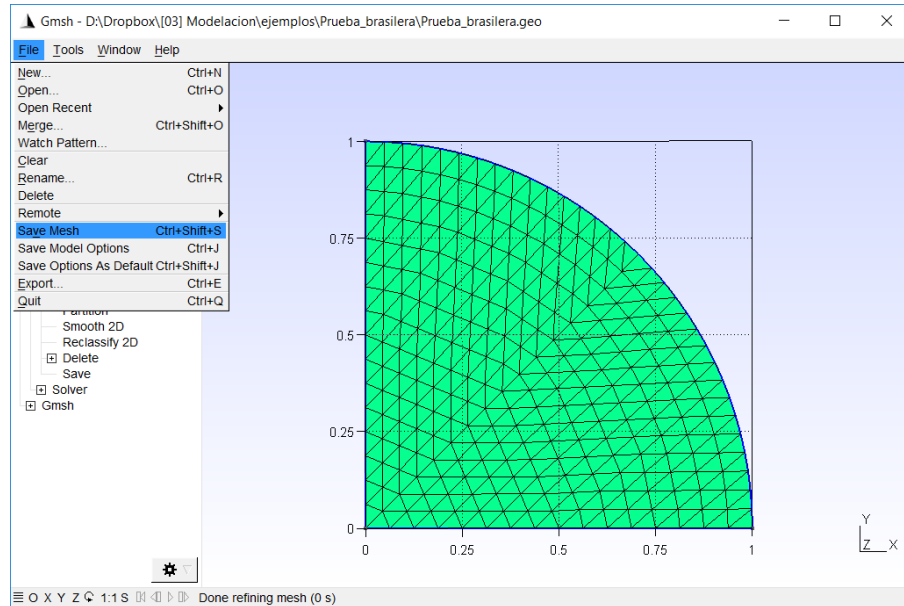 Gmsh - D:\Dropbox\[03] Modelacion\ejemplos\Prueba_brasilera\Prueba_brasilera.geo
File Tools Window Help
New... Ctrl+N
Open... Ctrl+O
Open Recent
Merge... Ctrl+Shift+O
Watch Pattern...
Clear
Rename... Ctrl+R
Delete
Remote
Save Mesh Ctrl+Shift+S
Save Model Options Ctrl+J
Save Options As Default Ctrl+Shift+J
Export... Ctrl+E
Quit Ctrl+Q
Partition
Smooth 2D
Reclassify 2D
Delete
Save
Solver
Gmsh
1
0.75
0.5
0.25
0
0 0.25 0.5 0.75 1
Y
Z X
O X Y Z 1:1 S Done refining mesh (0 s)